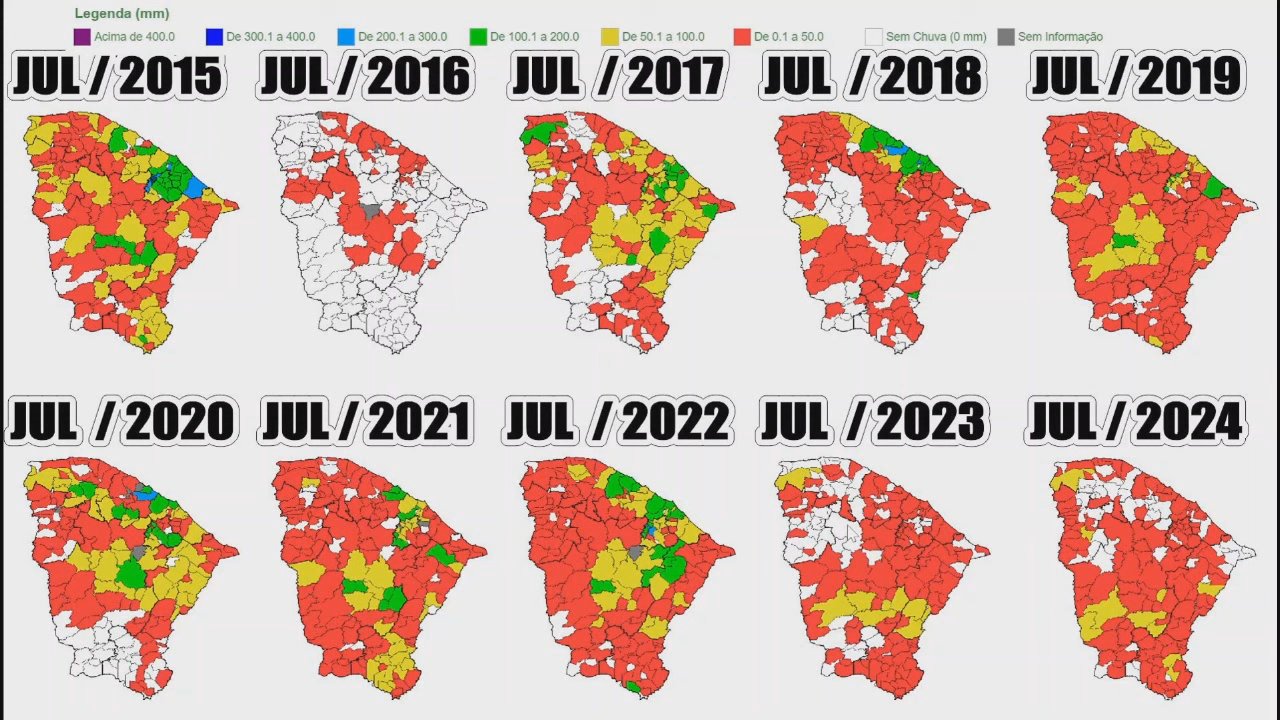 Legenda (mm)
Acima de 400.0 De 300.1 a 400.0 De 200.1 a 300.0 De 100.1 a 200.0 De 50.1 a 100.0 De 0.1 a 50.0 Sem Chuva (0 mm) Sem Informação
JUL / 2015 JUL / 2016 JUL / 2017 JUL / 2018 JUL / 2019
JUL / 2020 JUL / 2021 JUL / 2022 JUL / 2023 JUL / 2024